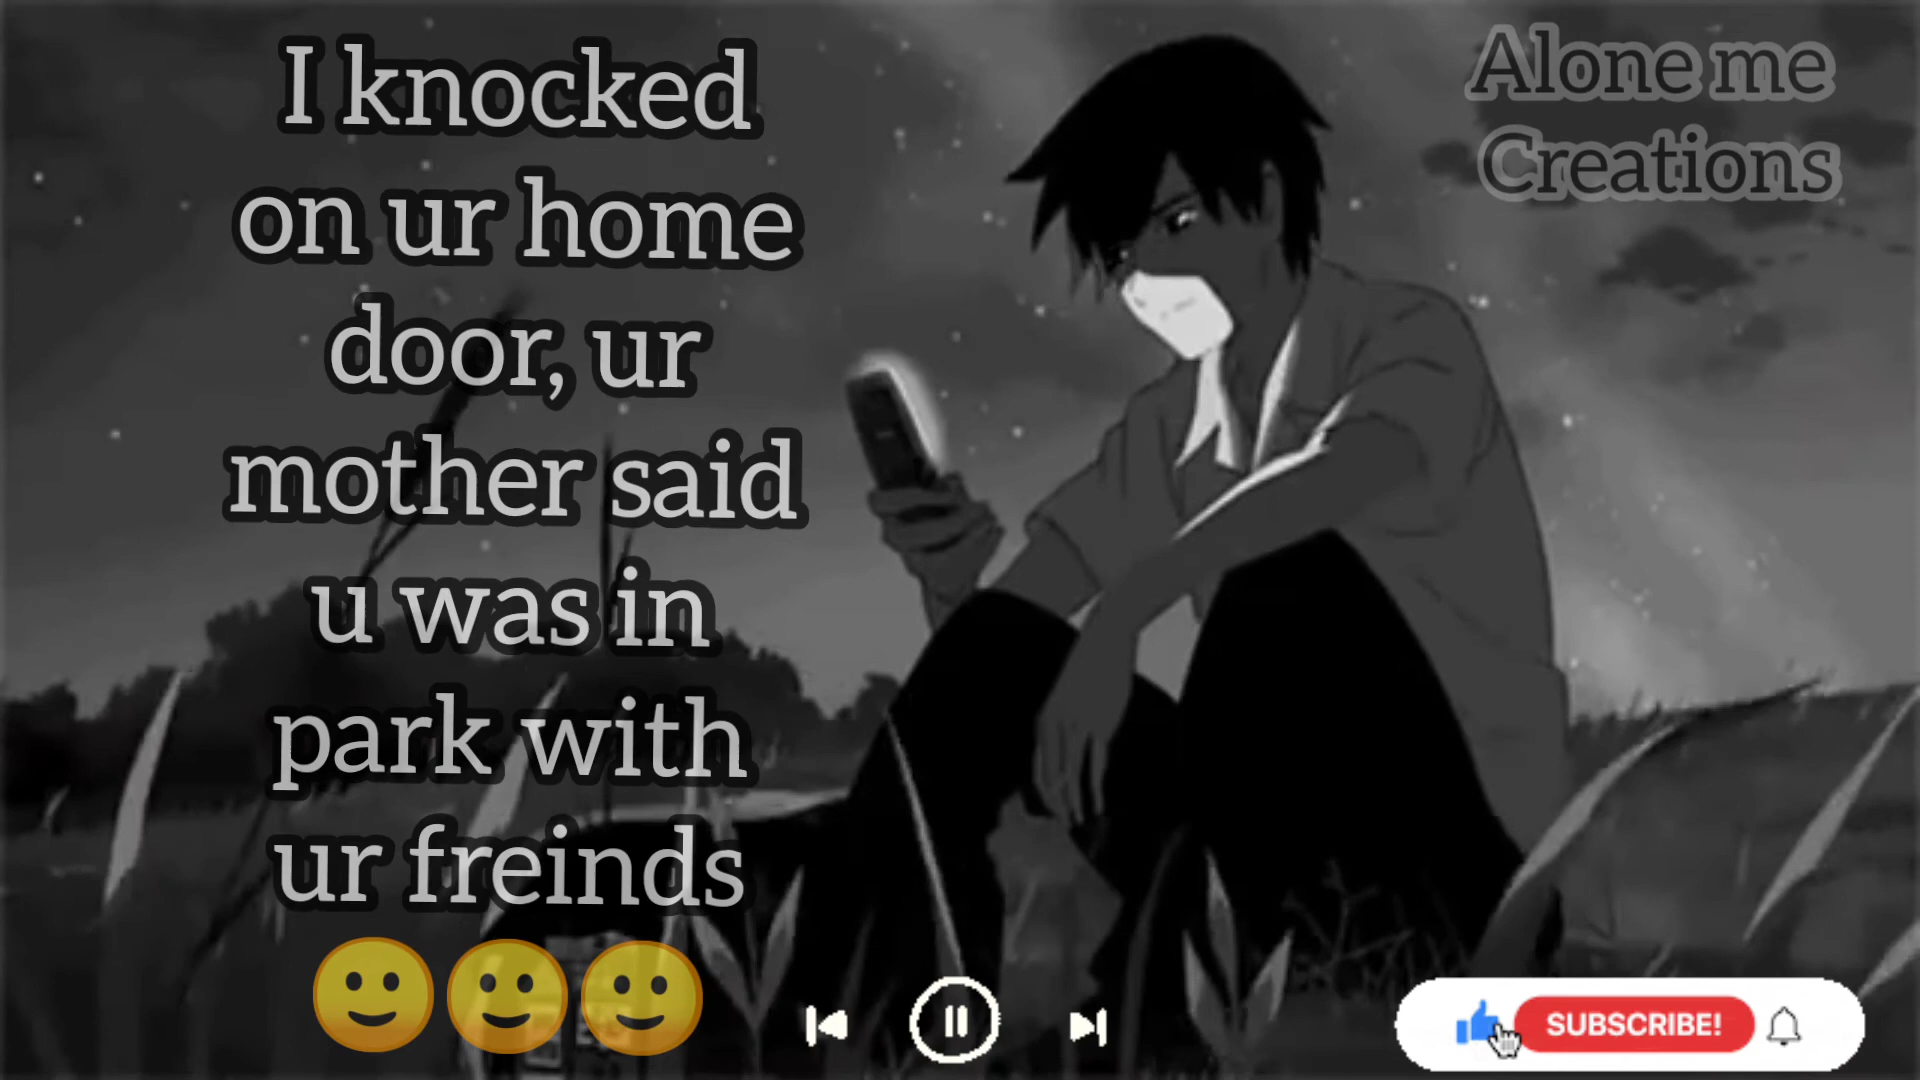 I knocked
on ur home
door, ur
mother said
u was in
park with
ur freinds
🙂🙂🙂
Alone me
Creations
SUBSCRIBE!